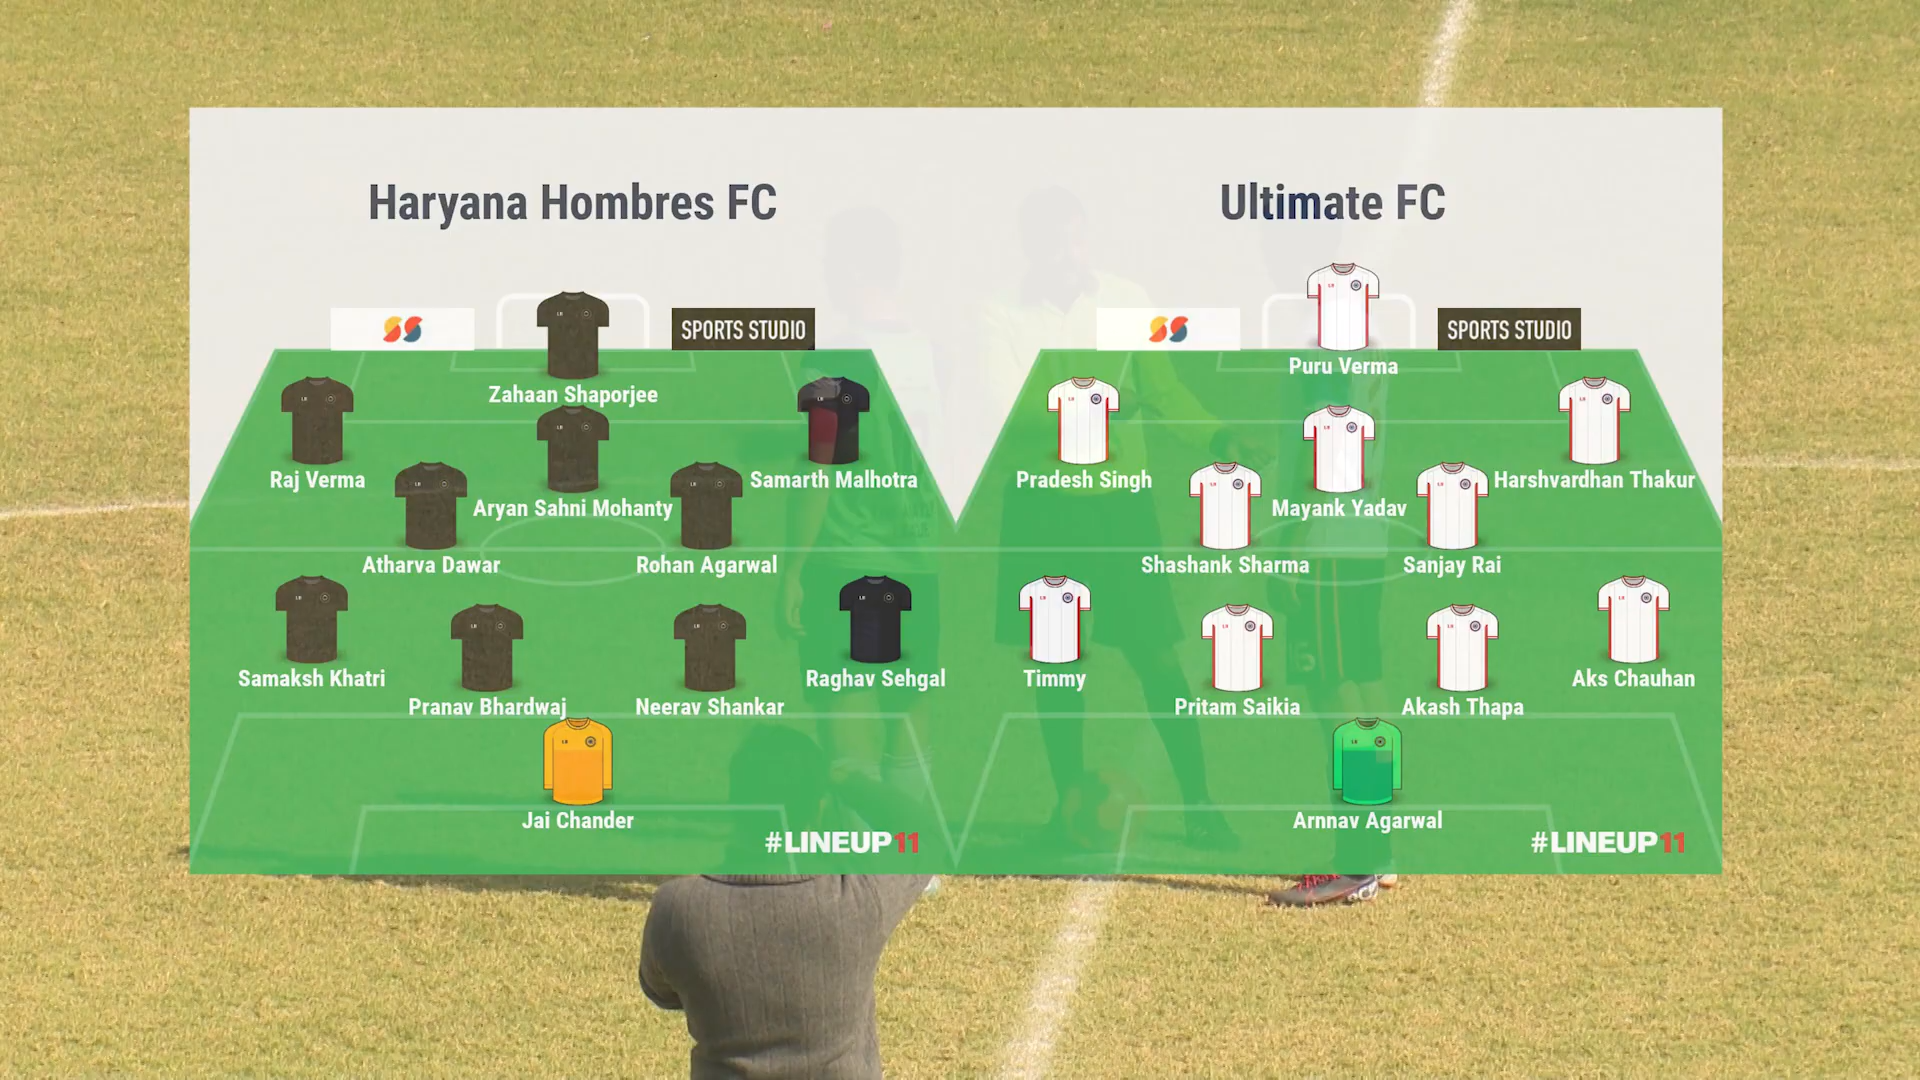 Haryana Hombres FC
SPORTS STUDIO
Zahaan Shaporjee
Raj Verma
Samarth Malhotra
Aryan Sahni Mohanty
Atharva Dawar
Rohan Agarwal
Samaksh Khatri
Raghav Sehgal
Pranav Bhardwaj
Neerav Shankar
Jai Chander
#LINEUP11
Ultimate FC
SPORTS STUDIO
Puru Verma
Pradesh Singh
Harshvardhan Thakur
Mayank Yadav
Shashank Sharma
Sanjay Rai
Timmy
Aks Chauhan
Pritam Saikia
Akash Thapa
Arnnav Agarwal
#LINEUP11